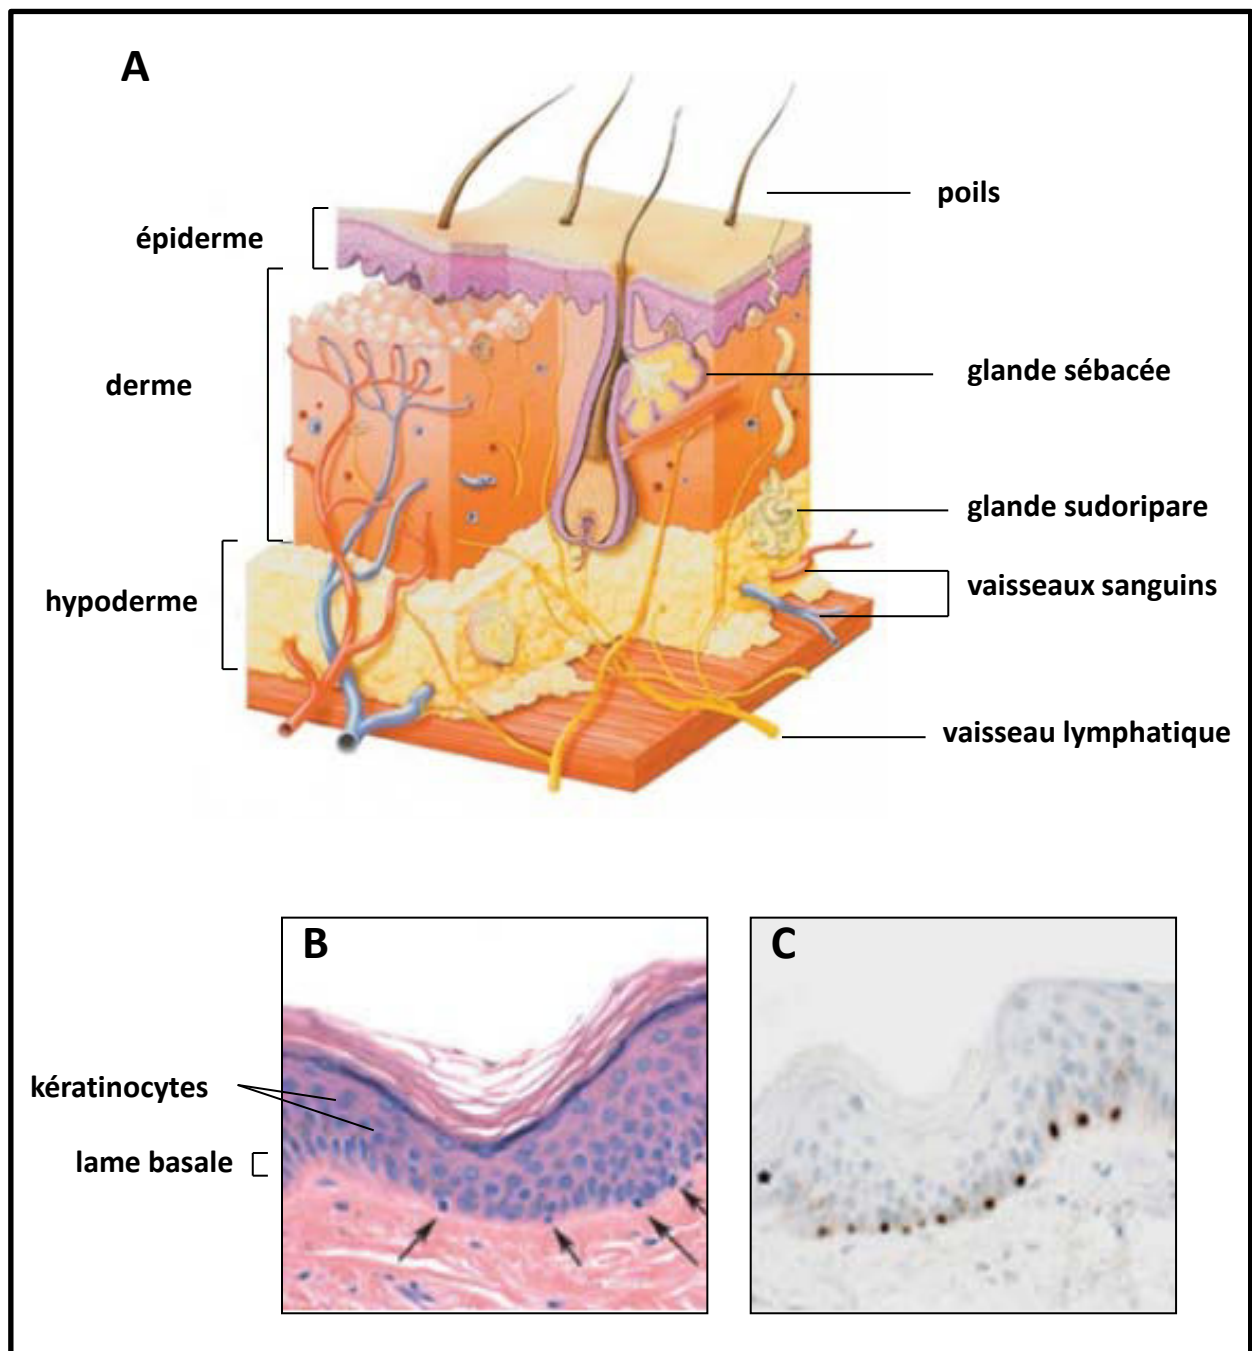 A
poils
épiderme
derme
glande sébacée
glande sudoripare
hypoderme
vaisseaux sanguins
vaisseau lymphatique
B
C
kératinocytes
lame basale